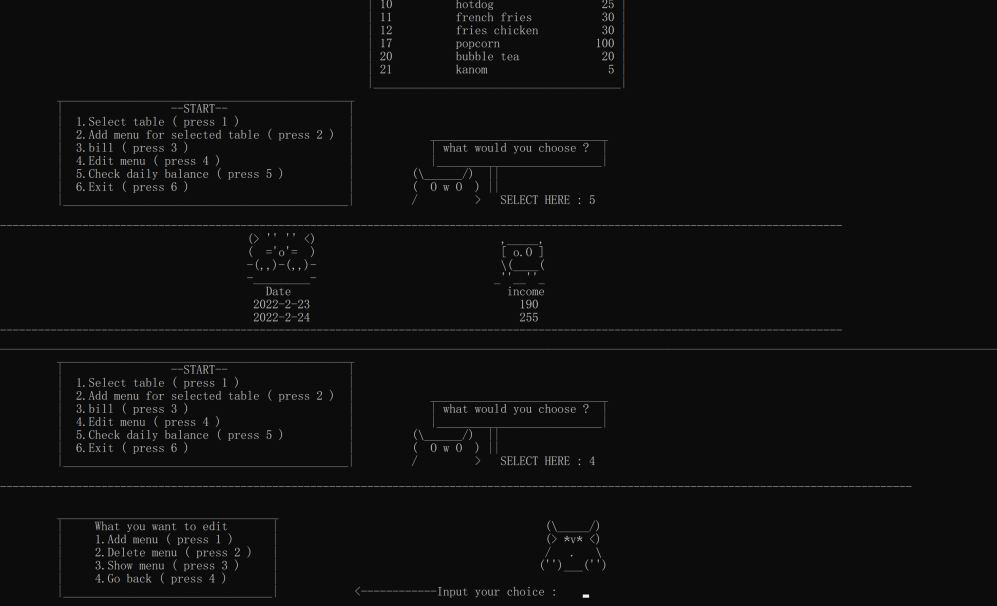 10 hotdog 25
11 french fries 30
12 fries chicken 30
17 popcorn 100
20 bubble tea 20
21 kanom 5
--START--
1.Select table ( press 1 )
2.Add menu for selected table ( press 2 )
3.bill ( press 3 )
4.Edit menu ( press 4 )
5.Check daily balance ( press 5 )
6.Exit ( press 6 )
what would you choose ?
( O w O )
SELECT HERE : 5
(> '' '' <)
( ='o'= )
-(,,)-(,,)-
[ o.O ]
Date income
2022-2-23 190
2022-2-24 255
--START--
1.Select table ( press 1 )
2.Add menu for selected table ( press 2 )
3.bill ( press 3 )
4.Edit menu ( press 4 )
5.Check daily balance ( press 5 )
6.Exit ( press 6 )
what would you choose ?
( O w O )
SELECT HERE : 4
What you want to edit
1.Add menu ( press 1 )
2.Delete menu ( press 2 )
3.Show menu ( press 3 )
4.Go back ( press 4 )
(\_____/)
(> *v* <)
/ . \
('')___('')
<------------Input your choice :